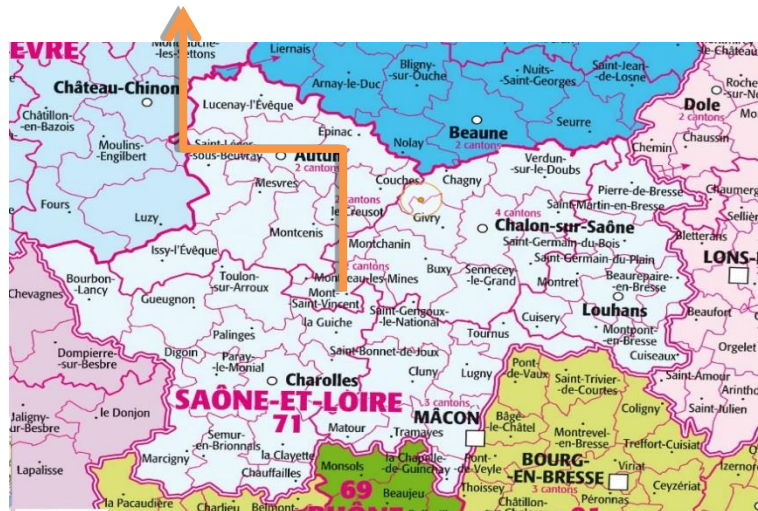 EVRE
-les-Settons
Liernais
Bligny-
-sur-Ouche
Arnay-le-Duc
Nuits-
-Saint-Georges
Saint-Jean-
-de-Losne
Château-Chinon
Lucenay-l'Évêque
Châtillon-
-en-Bazois
Moulins-
-Engilbert
Épinac
Beaune
2 cantons
Nolay
Seurre
Dole
2 cantons
Chaussin
Chemin
Saint-Léger-
-sous-Beuvray
Autun
2 cantons
Mesvres
Couches
Chagny
Verdun-
-sur-le-Doubs
Pierre-de-Bresse
Chaumerg
Fours
Luzy
le Creusot
Givry
4 cantons
Saint-Martin-en-Bresse
Sellièr
Chalon-sur-Saône
Bletterans
Issy-l'Évêque
Montcenis
Montchanin
Saint-Germain-du-Bois
Saint-Germain-du-Plain
LONS-
Chevagnes
Bourbon-
-Lancy
Toulon-
-sur-Arroux
Buxy
Sennecey-
-le-Grand
Montret
Beaurepaire-
-en-Bresse
Gueugnon
Mont-
-Saint-Vincent
Saint-Gengoux-
-le-National
Louhans
Cuisery
Beaufort
Palinges
la Guiche
Tournus
Montpont-
-en-Bresse
Cuiseaux
Orgelet
Dompierre-
-sur-Besbre
Digoin
Paray-
-le-Monial
Saint-Bonnet-de-Joux
Cluny
Lugny
Pont-
-de-Vaux
Saint-Trivier-
-de-Courtes
Saint-Amour
Charolles
Saint-Julien
SAÔNE-ET-LOIRE
71
3 cantons
MÂCON
Bâgé-
-le-Châtel
Coligny
Jaligny-
-sur-Besbre
le Donjon
Semur-
-en-Brionnais
Matour
Tramayes
Montrevel-
-en-Bresse
Treffort-Cuisiat
Lapalisse
Marcigny
la Clayette
Chauffailles
Monsols
la Chapelle-
-de-Guinchay
Pont-
-de-Veyle
BOURG-
-EN-BRESSE
3 cantons
Viriat
Ceyzériat
Izernore
69
Beaujeu
Thoissey
Châtillon-
Péronnas
la Pacaudière
Charlieu
Belmont-